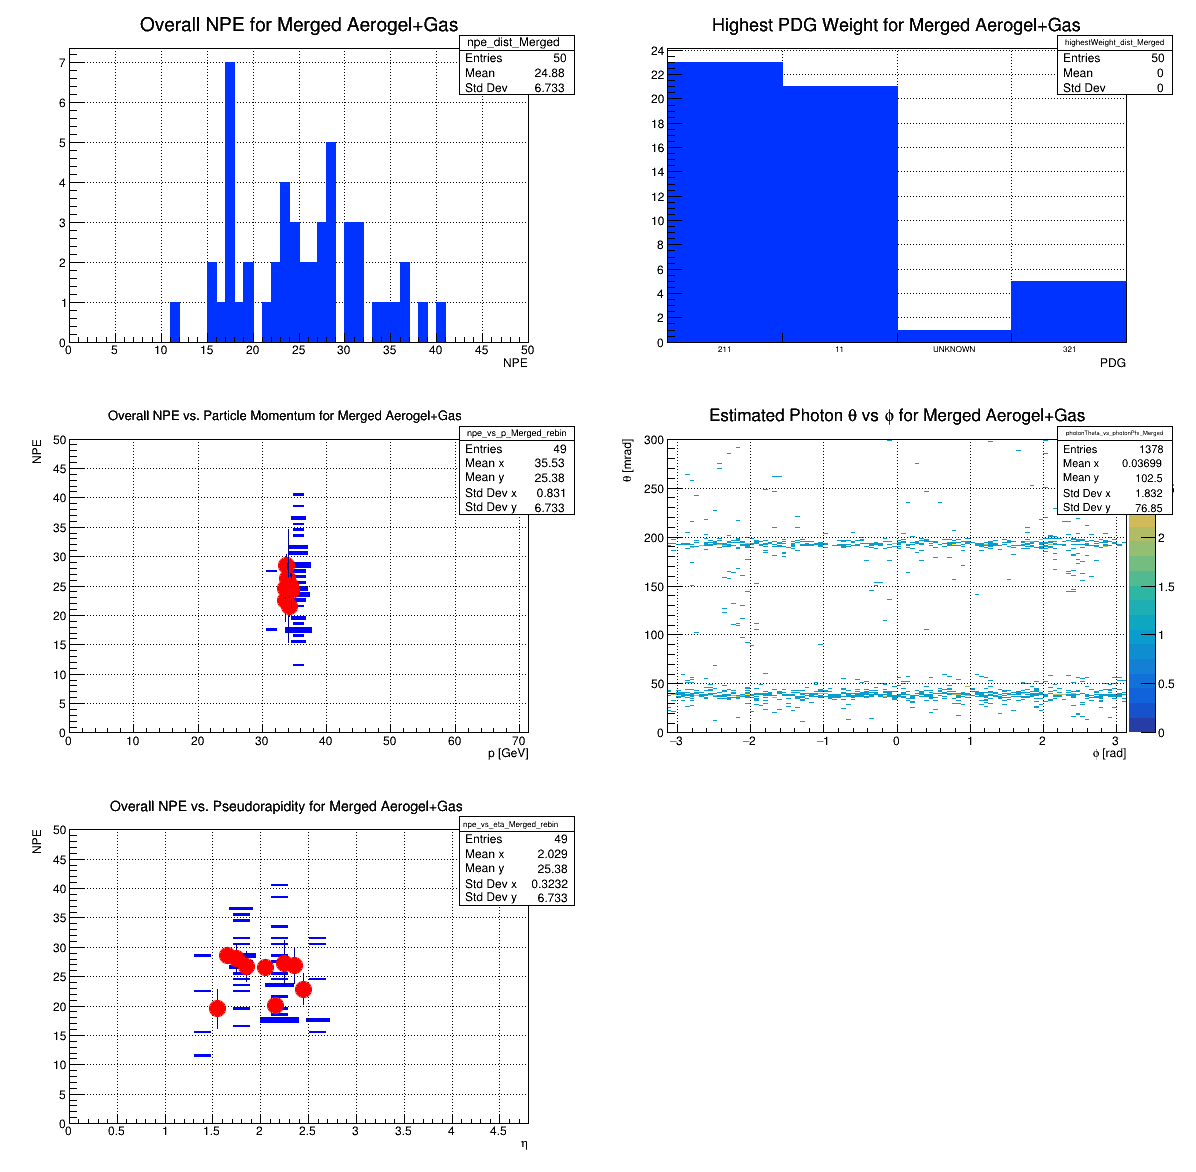 Overall NPE for Merged Aerogel+Gas
npe_dist_Merged
Entries 50
Mean 24.88
Std Dev 6.733
7
6
5
4
3
2
1
0
0 5 10 15 20 25 30 35 40 45 50
NPE
Highest PDG Weight for Merged Aerogel+Gas
highestWeight_dist_Merged
Entries 50
Mean 0
Std Dev 0
24
22
20
18
16
14
12
10
8
6
4
2
0
211 11 UNKNOWN 321
PDG
Overall NPE vs. Particle Momentum for Merged Aerogel+Gas
npe_vs_p_Merged_rebin
Entries 49
Mean x 35.53
Mean y 25.38
Std Dev x 0.831
Std Dev y 6.733
NPE
50
45
40
35
30
25
20
15
10
5
0
0 10 20 30 40 50 60 70
p [GeV]
Estimated Photon θ vs ϕ for Merged Aerogel+Gas
photonTheta_vs_photonPhi_Merged
Entries 1378
Mean x 0.03699
Mean y 102.5
Std Dev x 1.832
Std Dev y 76.85
θ [mrad]
300
250
200
150
100
50
0
−3 −2 −1 0 1 2 3
ϕ [rad]
2
1.5
1
0.5
0
Overall NPE vs. Pseudorapidity for Merged Aerogel+Gas
npe_vs_eta_Merged_rebin
Entries 49
Mean x 2.029
Mean y 25.38
Std Dev x 0.3232
Std Dev y 6.733
NPE
50
45
40
35
30
25
20
15
10
5
0
0 0.5 1 1.5 2 2.5 3 3.5 4 4.5
η